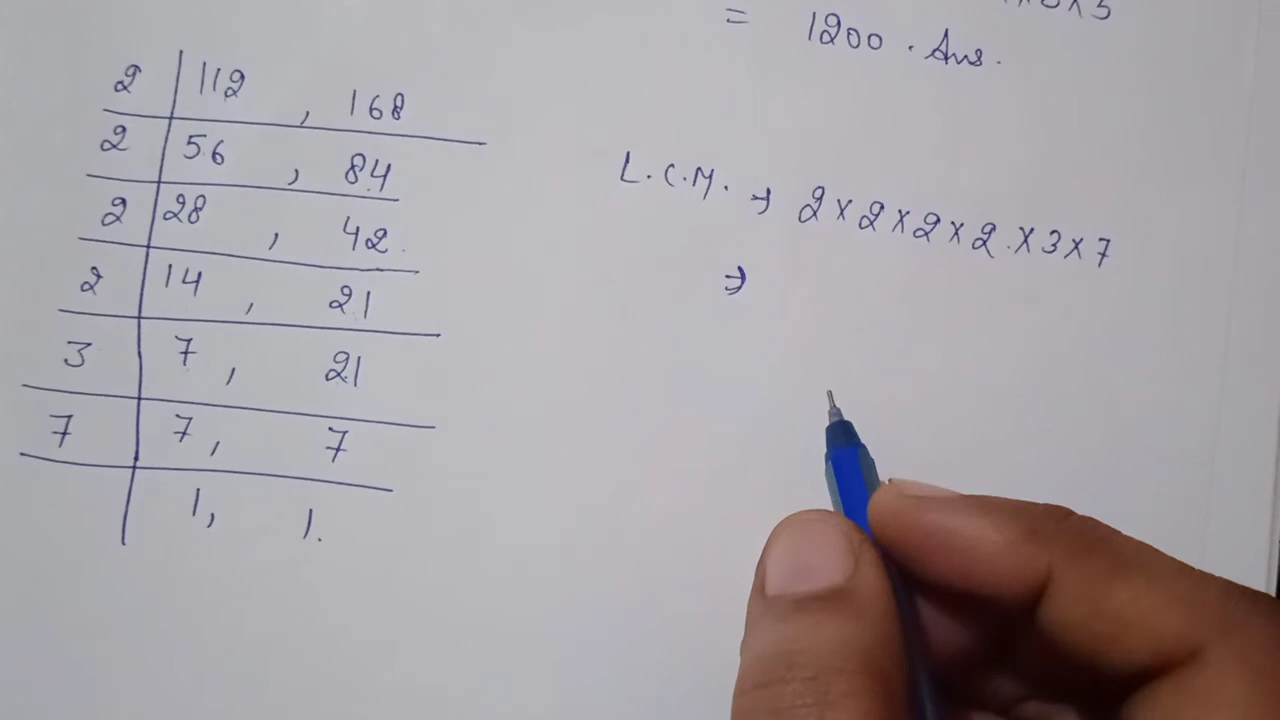 = 1200 . Ans.
2 | 112 , 168
2 | 56 , 84
2 | 28 , 42
2 | 14 , 21
3 | 7 , 21
7 | 7 , 7
1 , 1
L.C.M. → 2 × 2 × 2 × 2 × 3 × 7
⇒